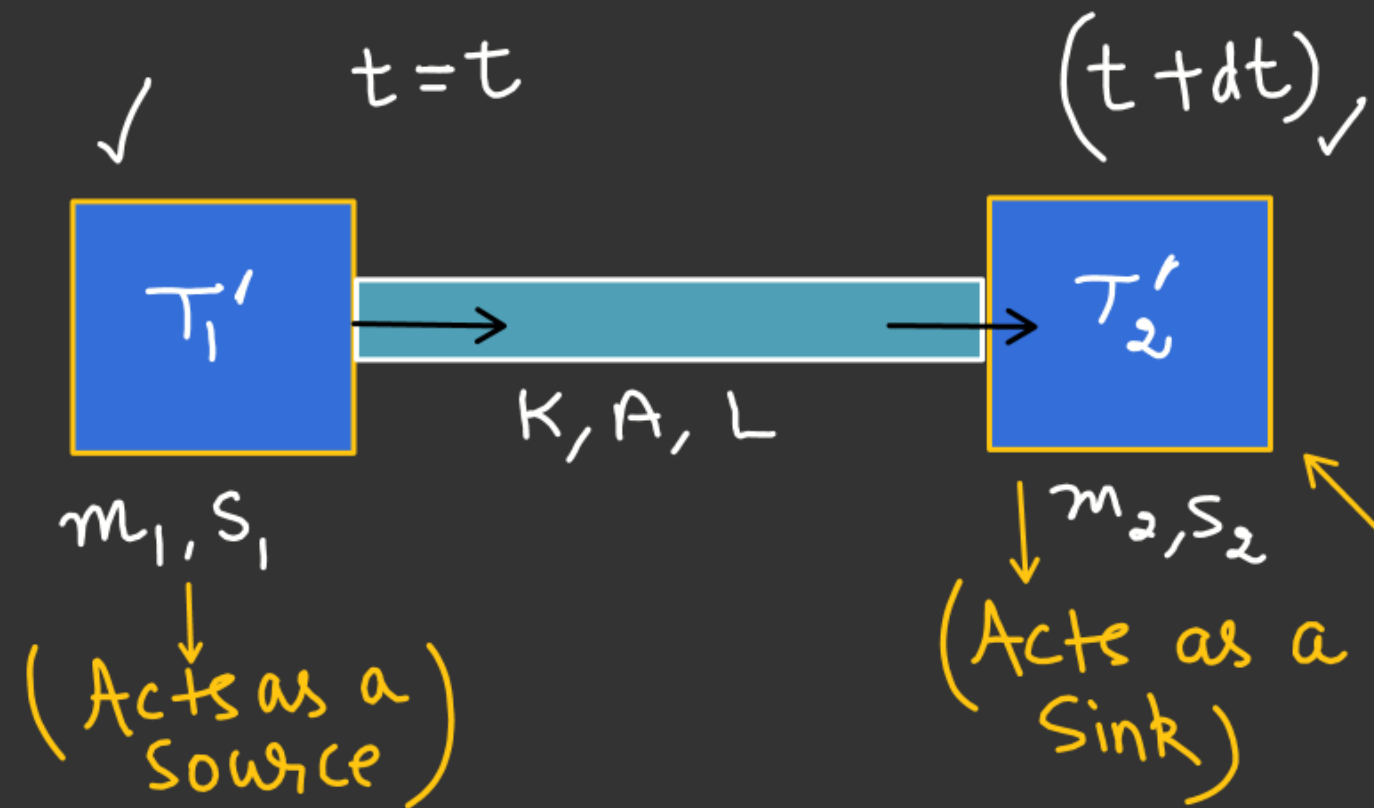 t = t
(t + dt)
T₁′
T₂′
K, A, L
m₁, S₁
m₂, S₂
(Acts as a
Source)
(Acts as a
Sink)